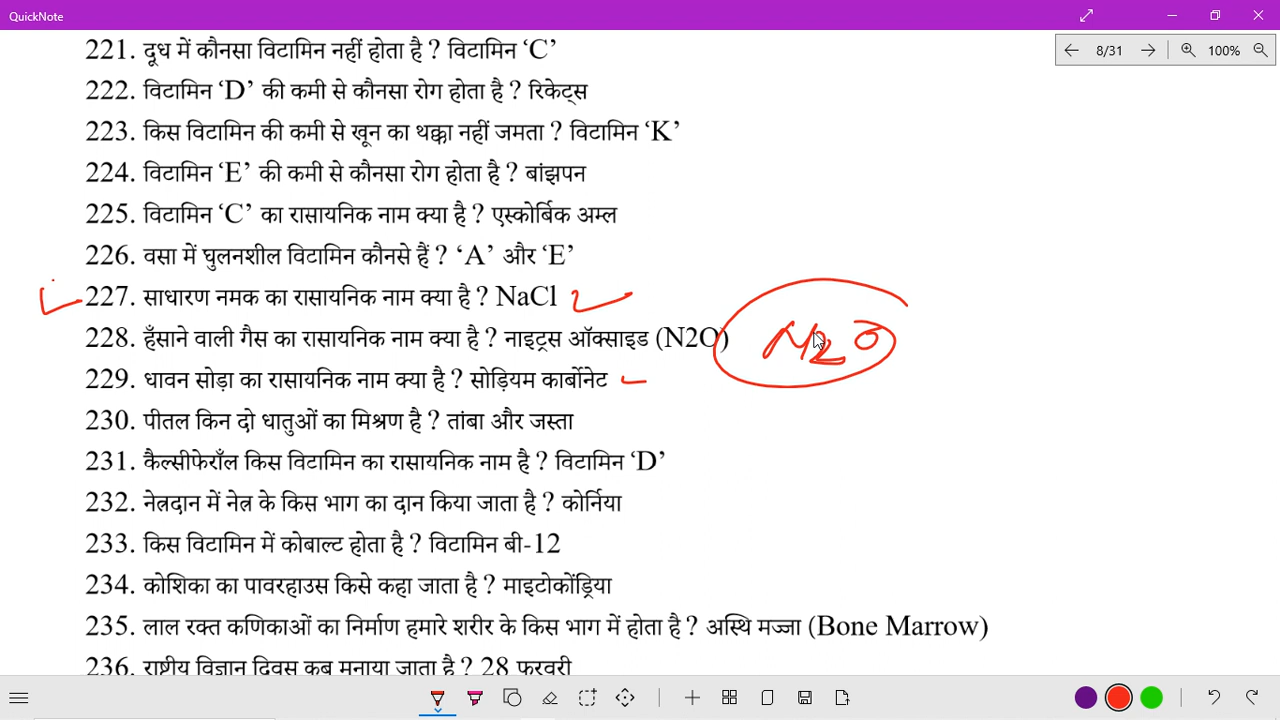 QuickNote
8/31
100%
221. दूध में कौनसा विटामिन नहीं होता है ? विटामिन ‘C’
222. विटामिन ‘D’ की कमी से कौनसा रोग होता है ? रिकेट्स
223. किस विटामिन की कमी से खून का थक्का नहीं जमता ? विटामिन ‘K’
224. विटामिन ‘E’ की कमी से कौनसा रोग होता है ? बांझपन
225. विटामिन ‘C’ का रासायनिक नाम क्या है ? एस्कोर्बिक अम्ल
226. वसा में घुलनशील विटामिन कौनसे हैं ? ‘A’ और ‘E’
227. साधारण नमक का रासायनिक नाम क्या है ? NaCl
228. हँसाने वाली गैस का रासायनिक नाम क्या है ? नाइट्रस ऑक्साइड (N2O) N2O
229. धावन सोड़ा का रासायनिक नाम क्या है ? सोड़ियम कार्बोनेट
230. पीतल किन दो धातुओं का मिश्रण है ? तांबा और जस्ता
231. कैल्सीफेरॉल किस विटामिन का रासायनिक नाम है ? विटामिन ‘D’
232. नेत्रदान में नेत्र के किस भाग का दान किया जाता है ? कोर्निया
233. किस विटामिन में कोबाल्ट होता है ? विटामिन बी-12
234. कोशिका का पावरहाउस किसे कहा जाता है ? माइटोकोंड्रिया
235. लाल रक्त कणिकाओं का निर्माण हमारे शरीर के किस भाग में होता है ? अस्थि मज्जा (Bone Marrow)
236. राष्ट्रीय विज्ञान दिवस कब मनाया जाता है ? 28 फरवरी